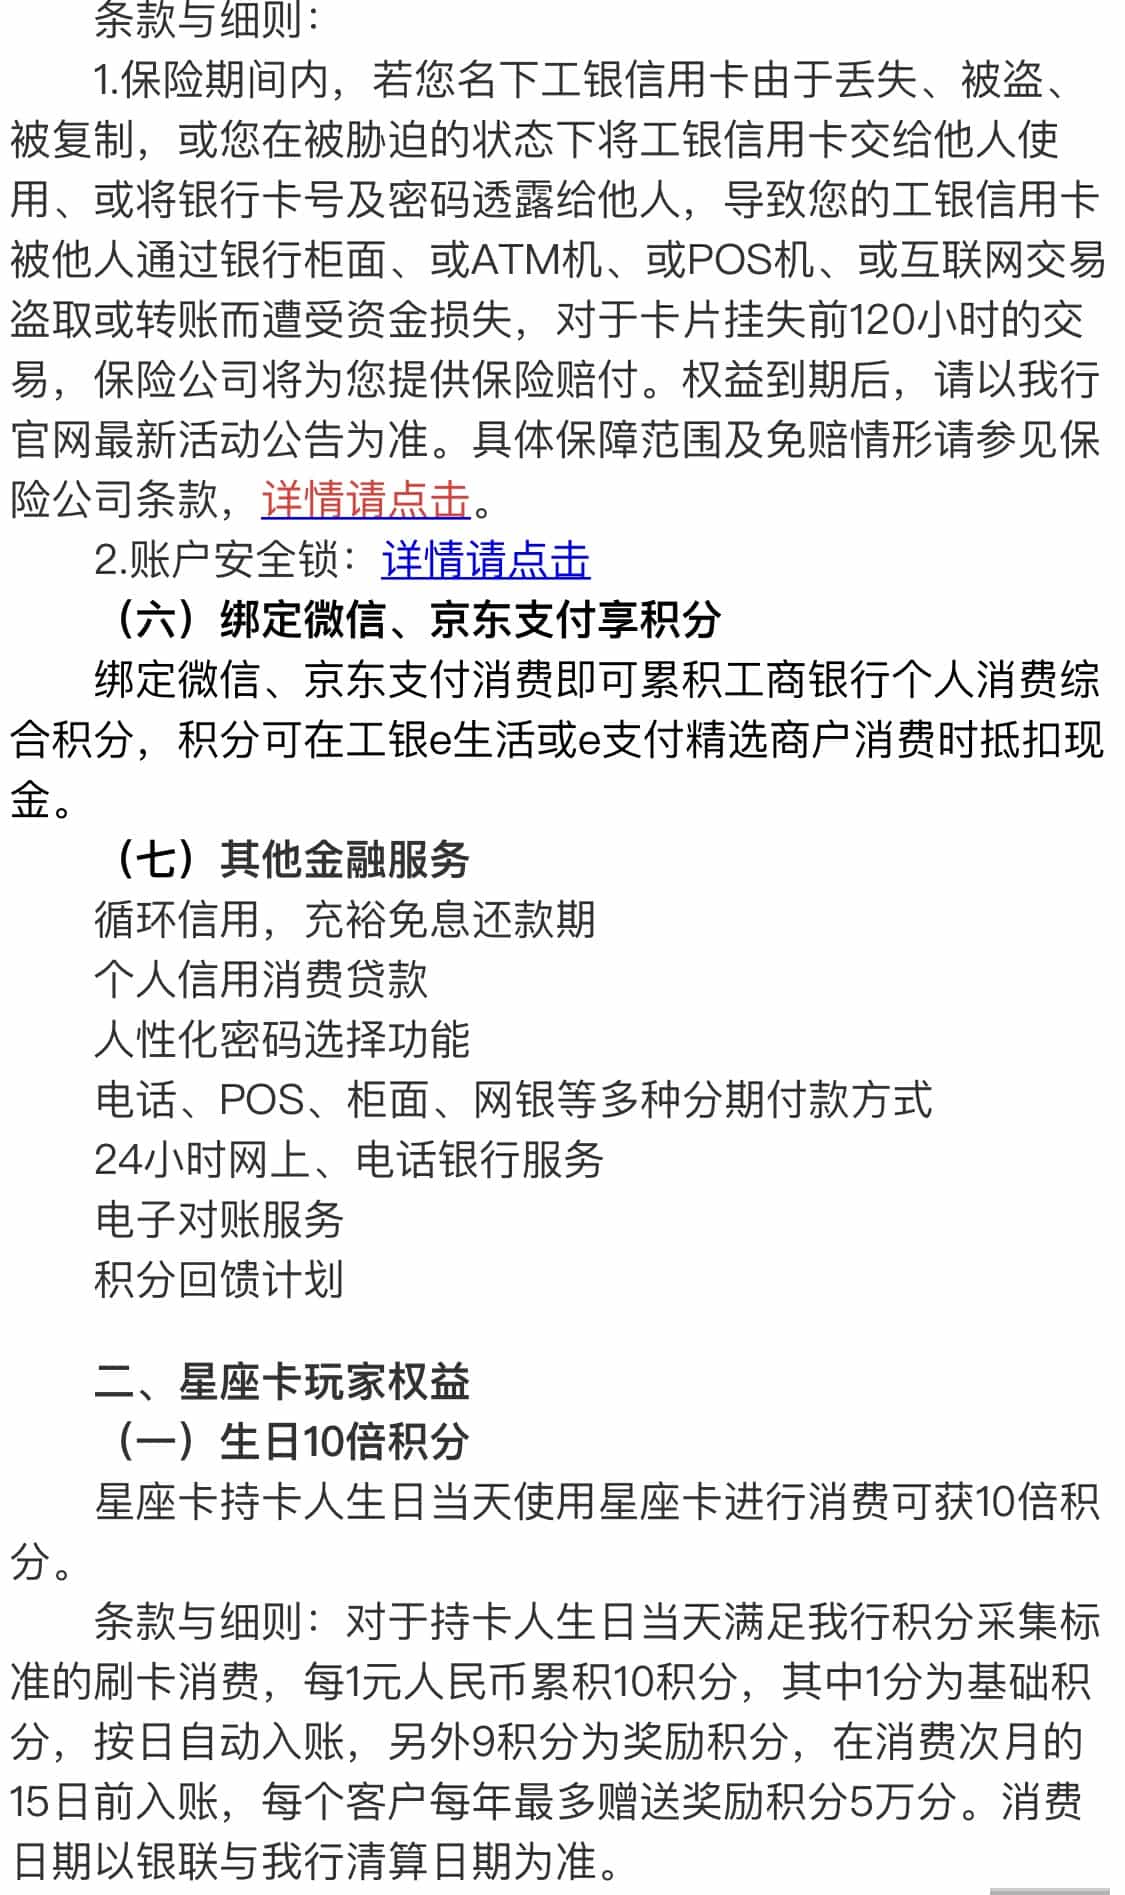 条款与细则：
1.保险期间内，若您名下工银信用卡由于丢失、被盗、
被复制，或您在被胁迫的状态下将工银信用卡交给他人使
用、或将银行卡号及密码透露给他人，导致您的工银信用卡
被他人通过银行柜面、或ATM机、或POS机、或互联网交易
盗取或转账而遭受资金损失，对于卡片挂失前120小时的交
易，保险公司将为您提供保险赔付。权益到期后，请以我行
官网最新活动公告为准。具体保障范围及免赔情形请参见保
险公司条款，详情请点击。
2.账户安全锁：详情请点击
（六）绑定微信、京东支付享积分
绑定微信、京东支付消费即可累积工商银行个人消费综
合积分，积分可在工银e生活或e支付精选商户消费时抵扣现
金。
（七）其他金融服务
循环信用，充裕免息还款期
个人信用消费贷款
人性化密码选择功能
电话、POS、柜面、网银等多种分期付款方式
24小时网上、电话银行服务
电子对账服务
积分回馈计划
二、星座卡玩家权益
（一）生日10倍积分
星座卡持卡人生日当天使用星座卡进行消费可获10倍积
分。
条款与细则：对于持卡人生日当天满足我行积分采集标
准的刷卡消费，每1元人民币累积10积分，其中1分为基础积
分，按日自动入账，另外9积分为奖励积分，在消费次月的
15日前入账，每个客户每年最多赠送奖励积分5万分。消费
日期以银联与我行清算日期为准。